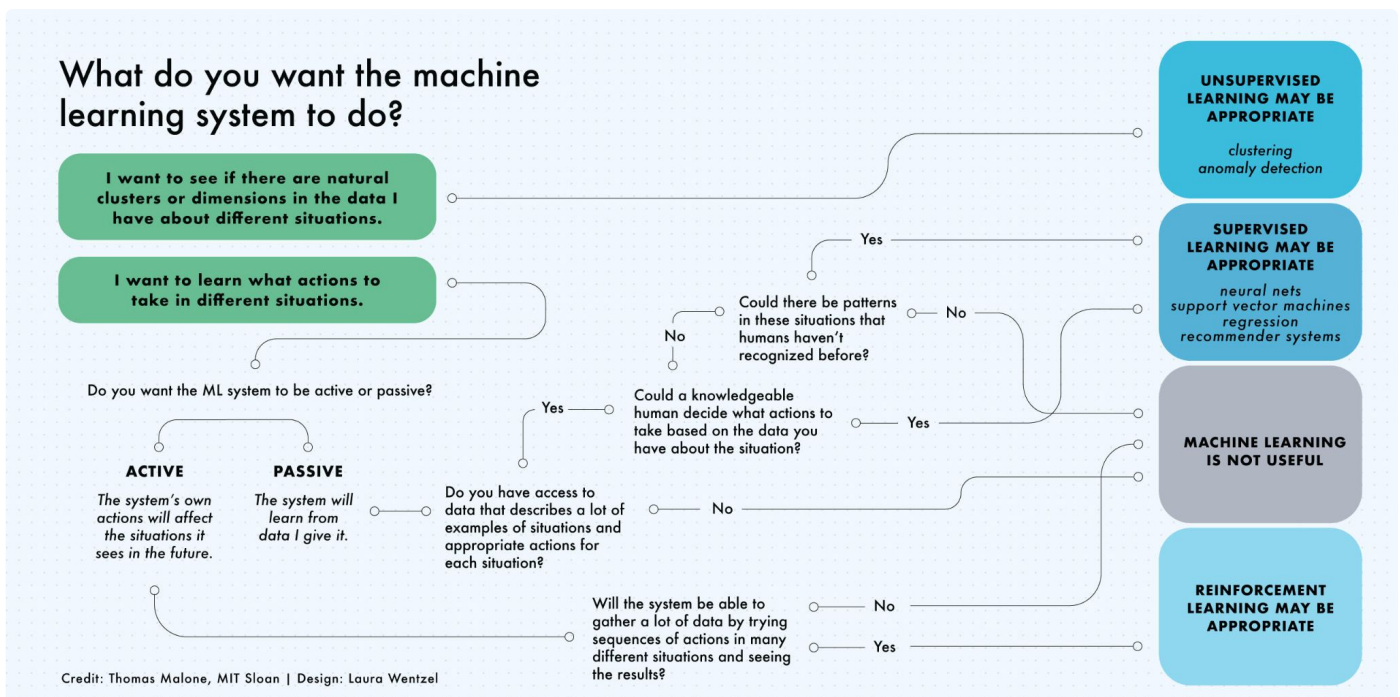 What do you want the machine
learning system to do?
I want to see if there are natural
clusters or dimensions in the data I
have about different situations.
I want to learn what actions to
take in different situations.
Do you want the ML system to be active or passive?
ACTIVE
The system's own
actions will affect
the situations it
sees in the future.
PASSIVE
The system will
learn from
data I give it.
Do you have access to
data that describes a lot of
examples of situations and
appropriate actions for
each situation?
Yes
No
Could a knowledgeable
human decide what actions to
take based on the data you
have about the situation?
No
Yes
Could there be patterns
in these situations that
humans haven't
recognized before?
Yes
No
Will the system be able to
gather a lot of data by trying
sequences of actions in many
different situations and seeing
the results?
No
Yes
UNSUPERVISED
LEARNING MAY BE
APPROPRIATE
clustering
anomaly detection
SUPERVISED
LEARNING MAY BE
APPROPRIATE
neural nets
support vector machines
regression
recommender systems
MACHINE LEARNING
IS NOT USEFUL
REINFORCEMENT
LEARNING MAY BE
APPROPRIATE
Credit: Thomas Malone, MIT Sloan | Design: Laura Wentzel